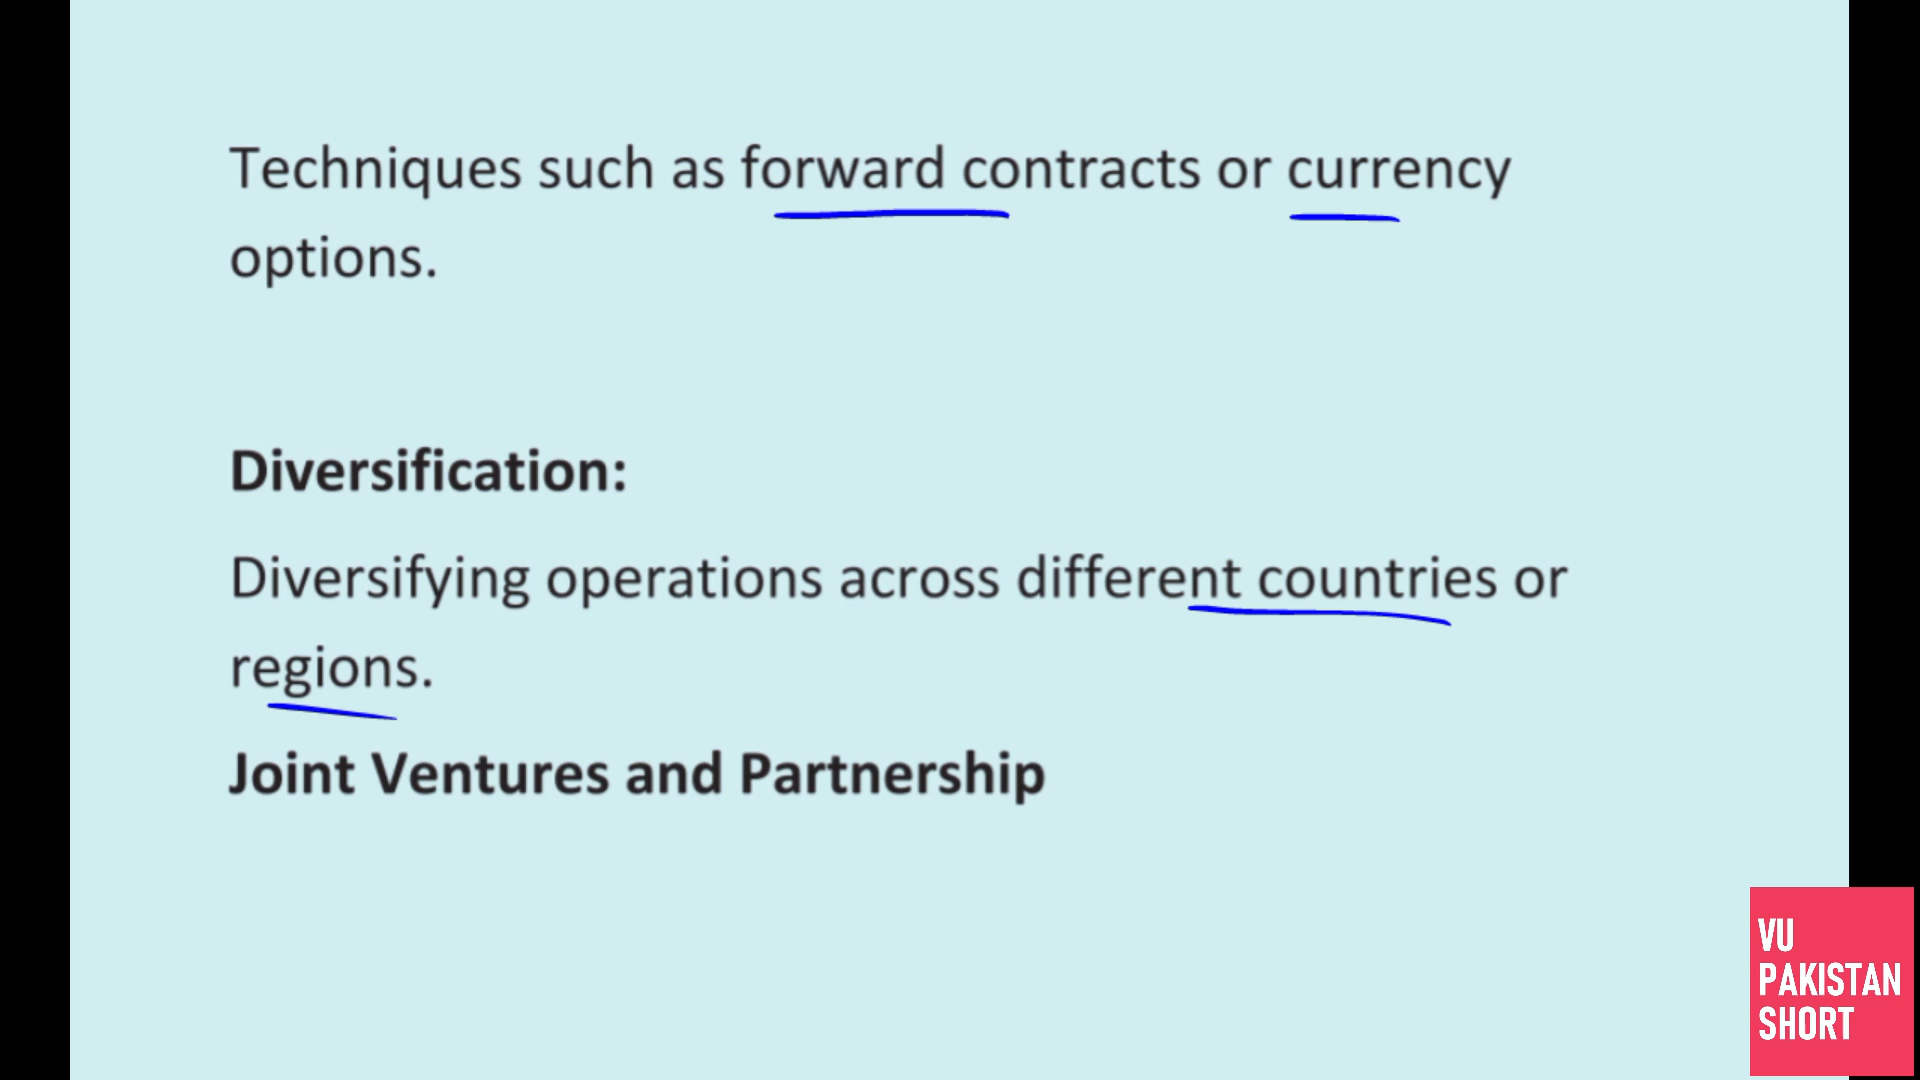 Techniques such as forward contracts or currency
options.
Diversification:
Diversifying operations across different countries or
regions.
Joint Ventures and Partnership
VU
PAKISTAN
SHORT